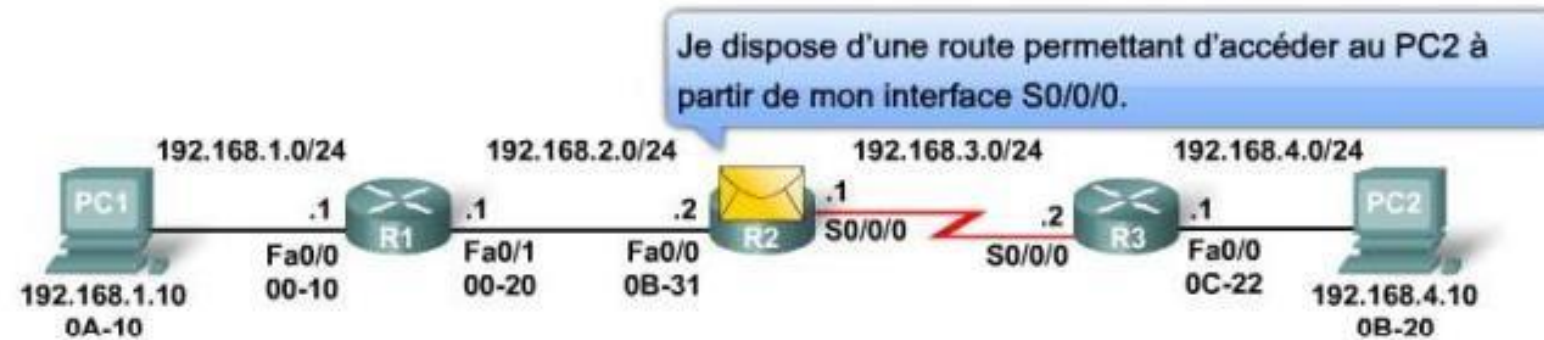 Je dispose d'une route permettant d'accéder au PC2 à
partir de mon interface S0/0/0.
192.168.1.0/24 192.168.2.0/24 192.168.3.0/24 192.168.4.0/24
PC1 .1 R1 .1 .2 R2 .1 .2 R3 .1 PC2
Fa0/0 Fa0/1 Fa0/0 S0/0/0 S0/0/0 Fa0/0
192.168.1.10 00-10 00-20 0B-31 0C-22 192.168.4.10
0A-10 0B-20